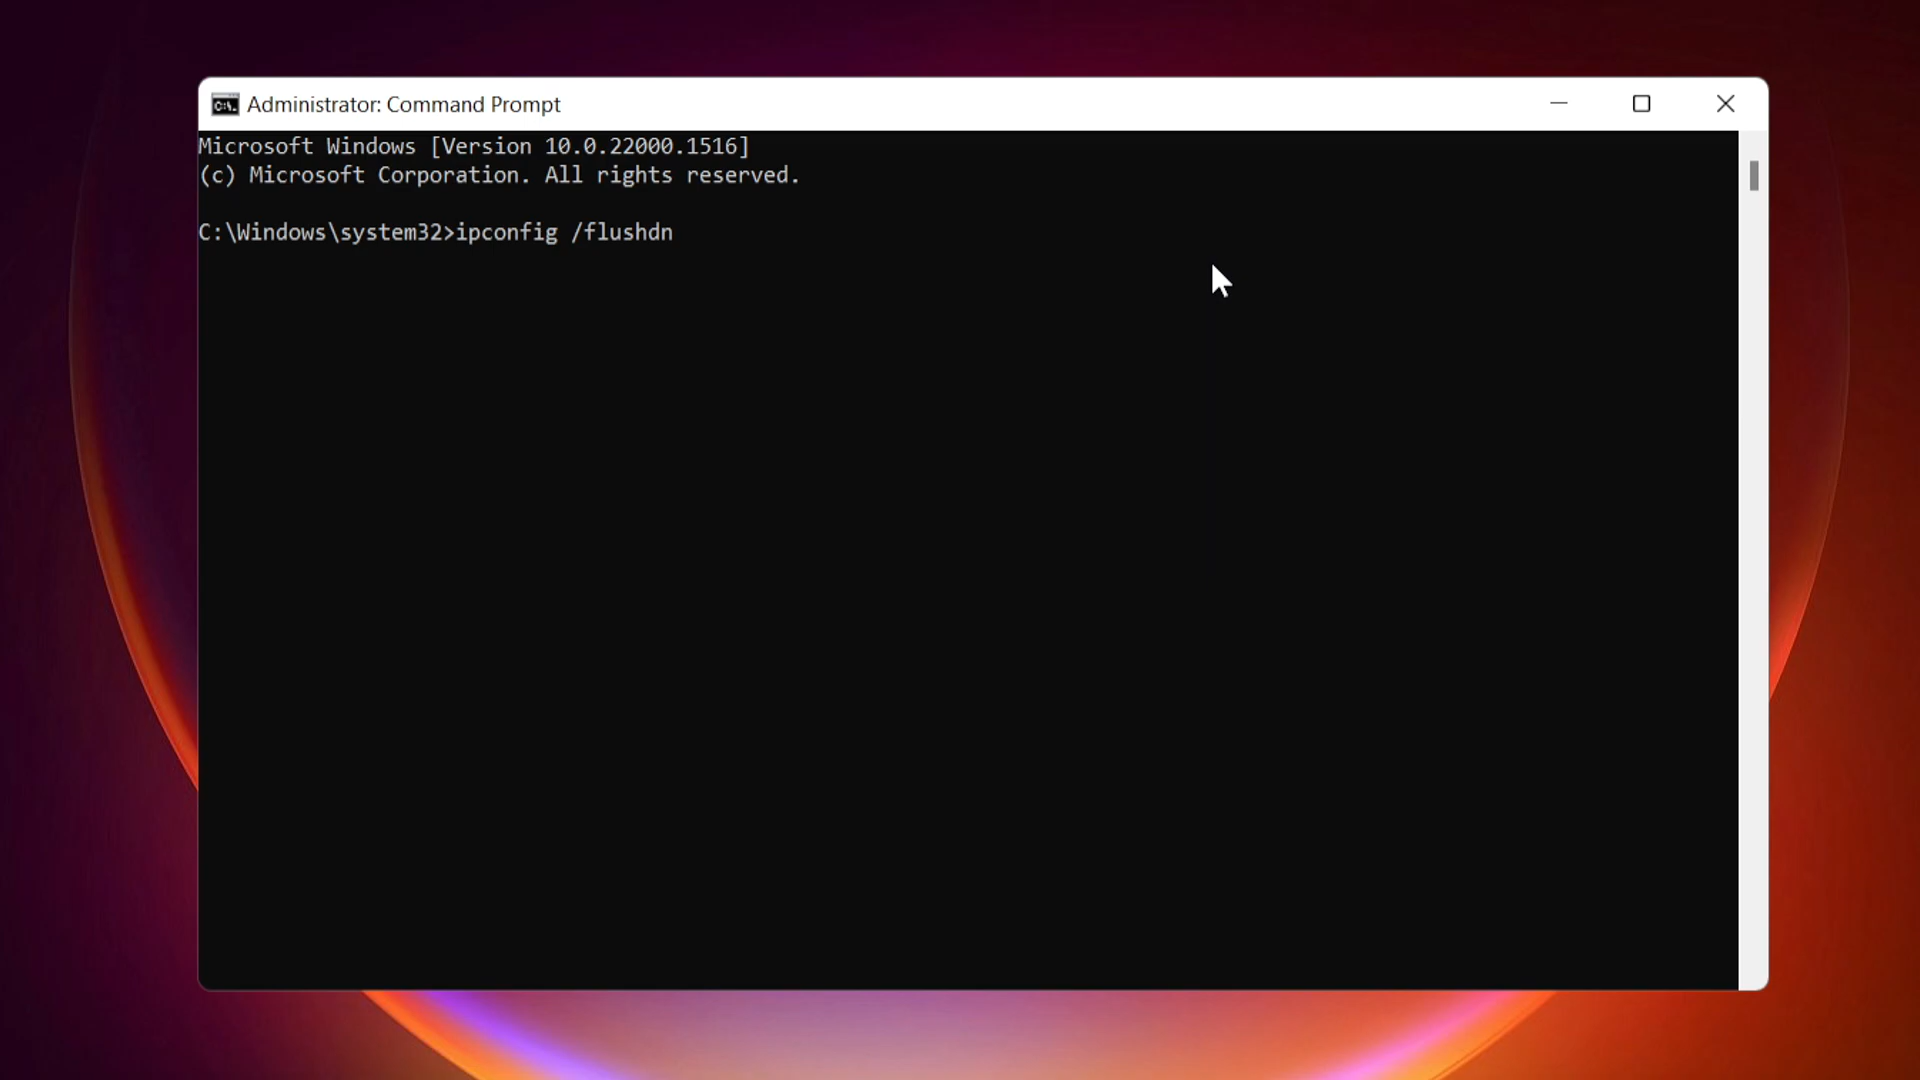 Administrator: Command Prompt
Microsoft Windows [Version 10.0.22000.1516]
(c) Microsoft Corporation. All rights reserved.
C:\Windows\system32>ipconfig /flushdn